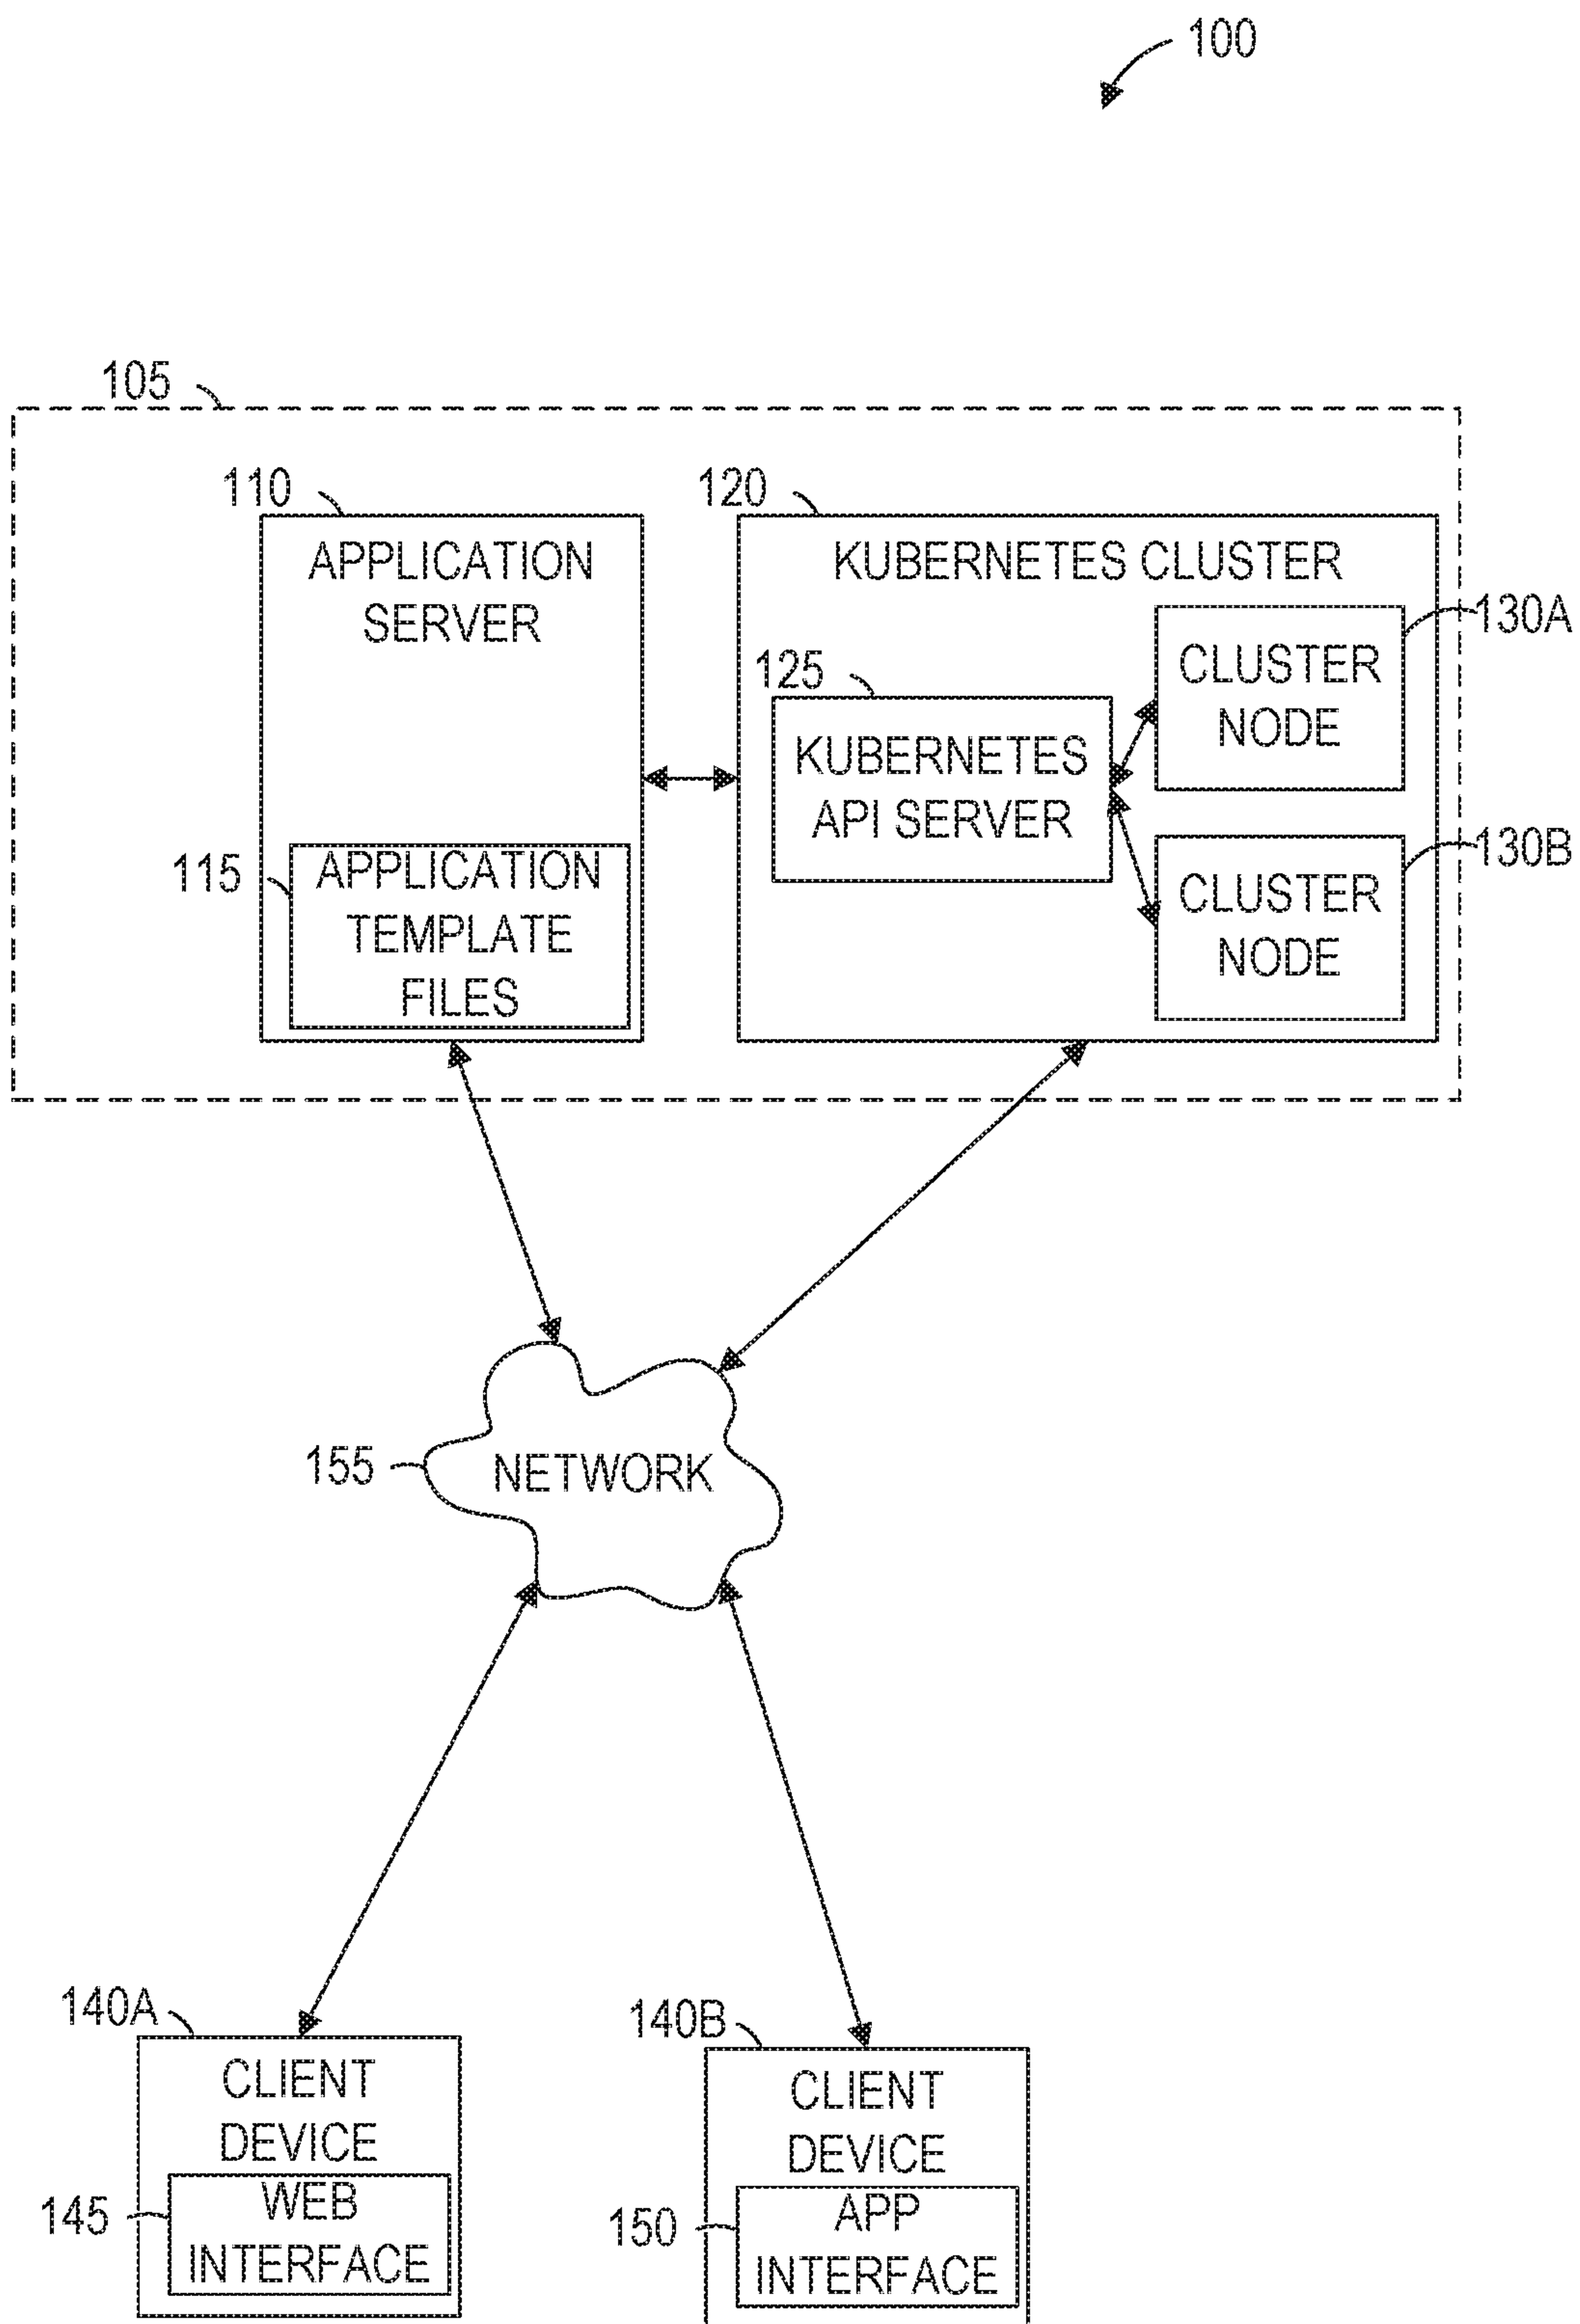 100
105
110
120
APPLICATION
SERVER
KUBERNETES CLUSTER
130A
125
CLUSTER
NODE
KUBERNETES
API SERVER
115
APPLICATION
TEMPLATE
FILES
130B
CLUSTER
NODE
155
NETWORK
140A
CLIENT
DEVICE
145
WEB
INTERFACE
140B
CLIENT
DEVICE
150
APP
INTERFACE